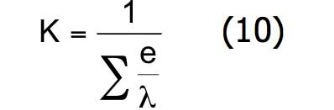 K = 1 / ∑ e/λ (10)